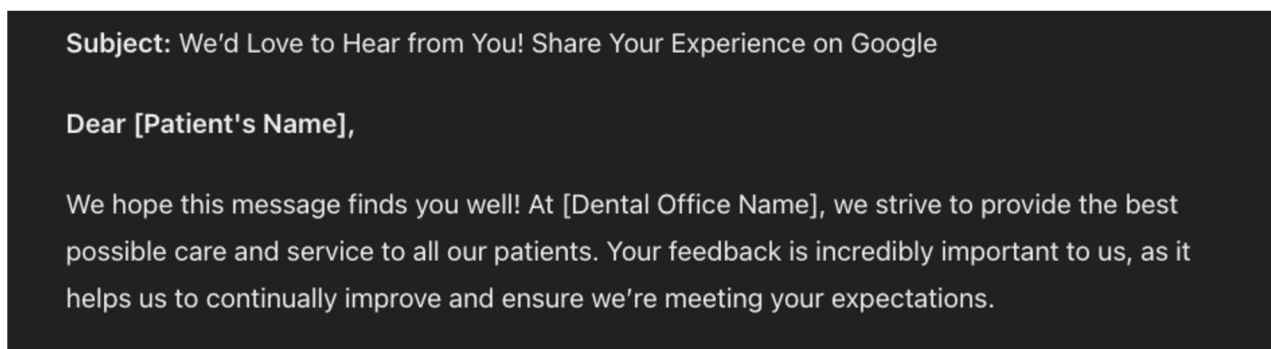 Subject: We’d Love to Hear from You! Share Your Experience on Google
Dear [Patient's Name],
We hope this message finds you well! At [Dental Office Name], we strive to provide the best
possible care and service to all our patients. Your feedback is incredibly important to us, as it
helps us to continually improve and ensure we’re meeting your expectations.